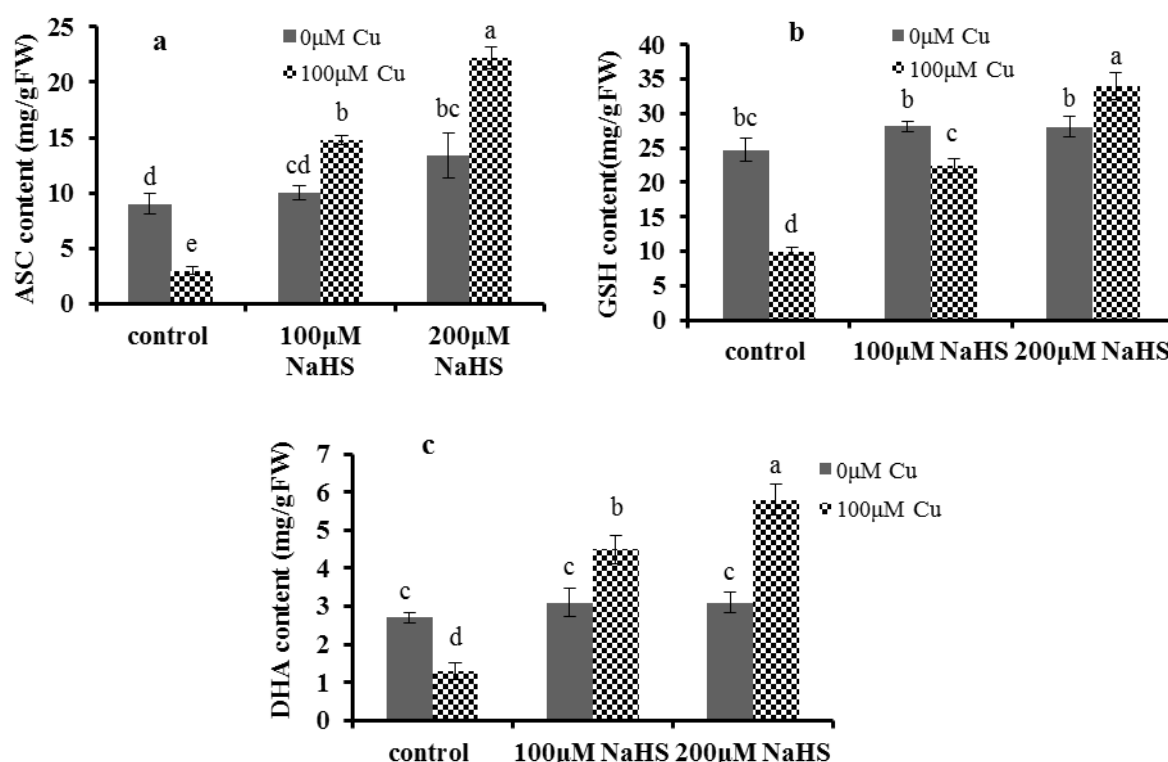 a
0µM Cu
100µM Cu
ASC content (mg/gFW)
25
20
15
10
5
0
d
e
cd
b
bc
a
control
100µM
NaHS
200µM
NaHS
b
0µM Cu
100µM Cu
GSH content(mg/gFW)
40
35
30
25
20
15
10
5
0
bc
d
b
c
b
a
control
100µM NaHS
200µM NaHS
c
0µM Cu
100µM Cu
DHA content (mg/gFW)
7
6
5
4
3
2
1
0
c
d
c
b
c
a
control
100µM NaHS
200µM NaHS